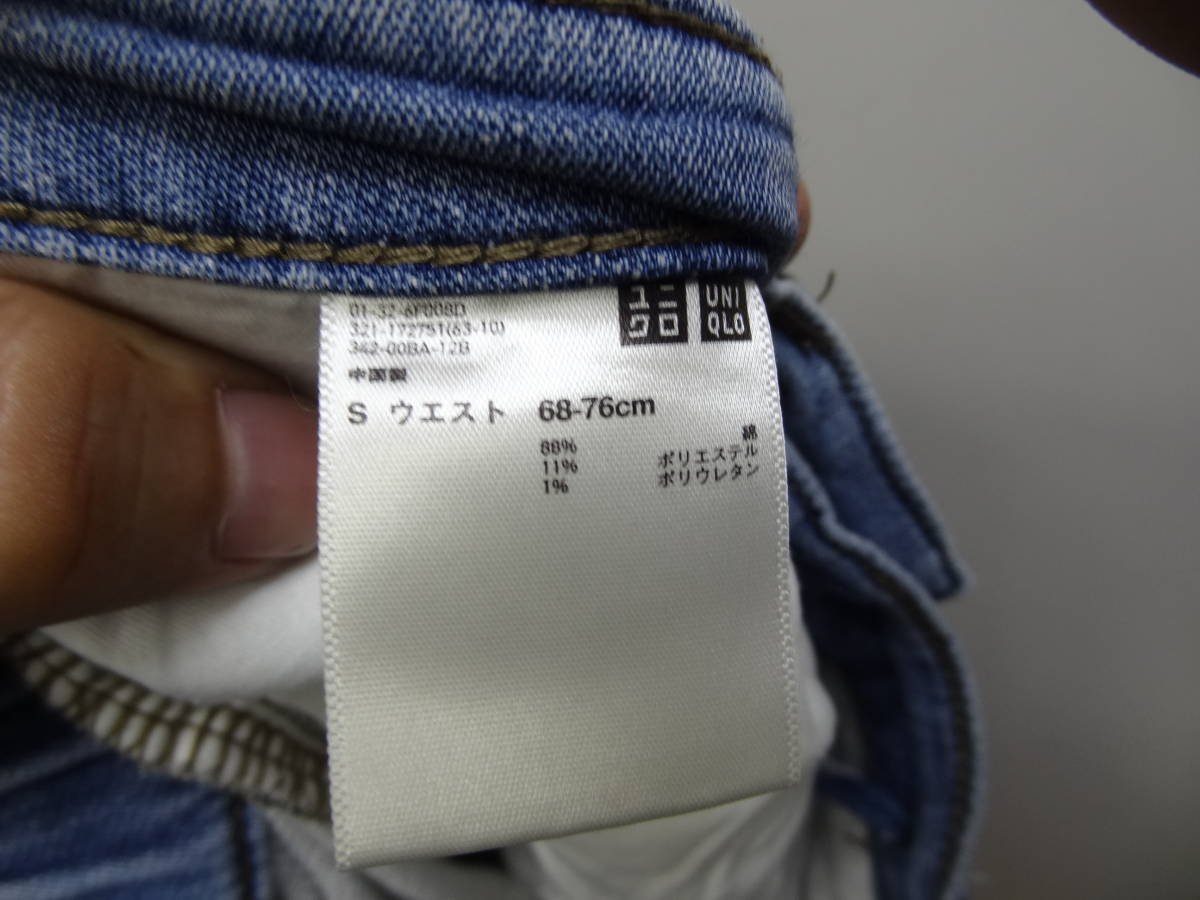 01-32-6F008D
321-172751(63-10)
342-00BA-12B
中国製
ユニ
クロ
UNI
QLO
S ウエスト 68-76cm
88% 綿
11% ポリエステル
1% ポリウレタン